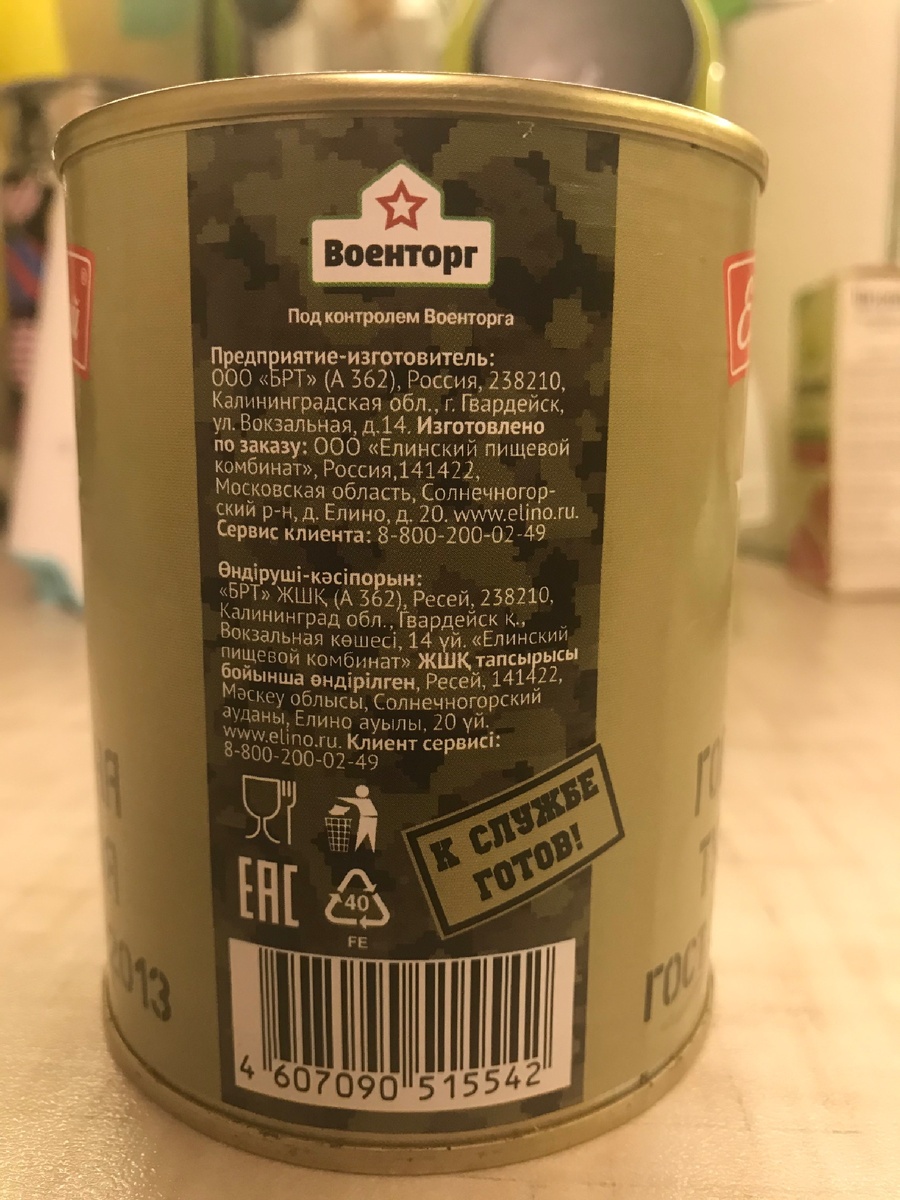 Военторг
Под контролем Военторга
Предприятие-изготовитель:
ООО «БРТ» (А 362), Россия, 238210,
Калининградская обл., г. Гвардейск,
ул. Вокзальная, д.14. Изготовлено
по заказу: ООО «Елинский пищевой
комбинат», Россия,141422,
Московская область, Солнечногор-
ский р-н, д. Елино, д. 20. www.elino.ru.
Сервис клиента: 8-800-200-02-49
Өндіруші-кәсіпорын:
«БРТ» ЖШҚ (А 362), Ресей, 238210,
Калининград обл., Гвардейск қ.,
Вокзальная көшесі, 14 үй. «Елинский
пищевой комбинат» ЖШҚ тапсырысы
бойынша өндірілген, Ресей, 141422,
Мәскеу облысы, Солнечногорский
ауданы, Елино ауылы, 20 үй.
www.elino.ru. Клиент сервисі:
8-800-200-02-49
К СЛУЖБЕ
ГОТОВ!
EAC
40
FE
4 607090 515542
ГОСТ